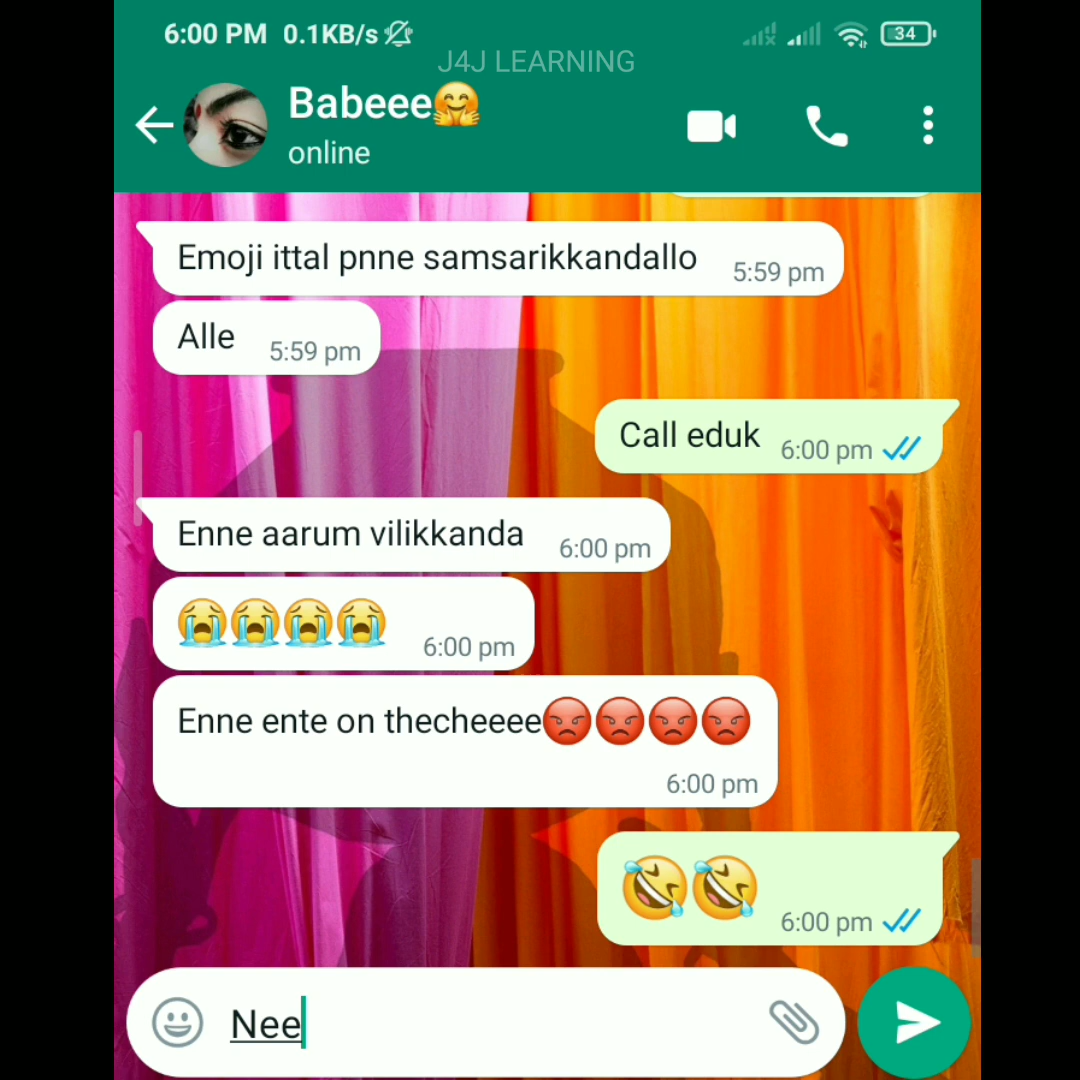 6:00 PM 0.1KB/s 34
J4J LEARNING
Babeee🤗
online
Emoji ittal pnne samsarikkandallo 5:59 pm
Alle 5:59 pm
Call eduk 6:00 pm
Enne aarum vilikkanda 6:00 pm
😭😭😭😭 6:00 pm
Enne ente on thecheeee😡😡😡😡
6:00 pm
🤣🤣 6:00 pm
Nee